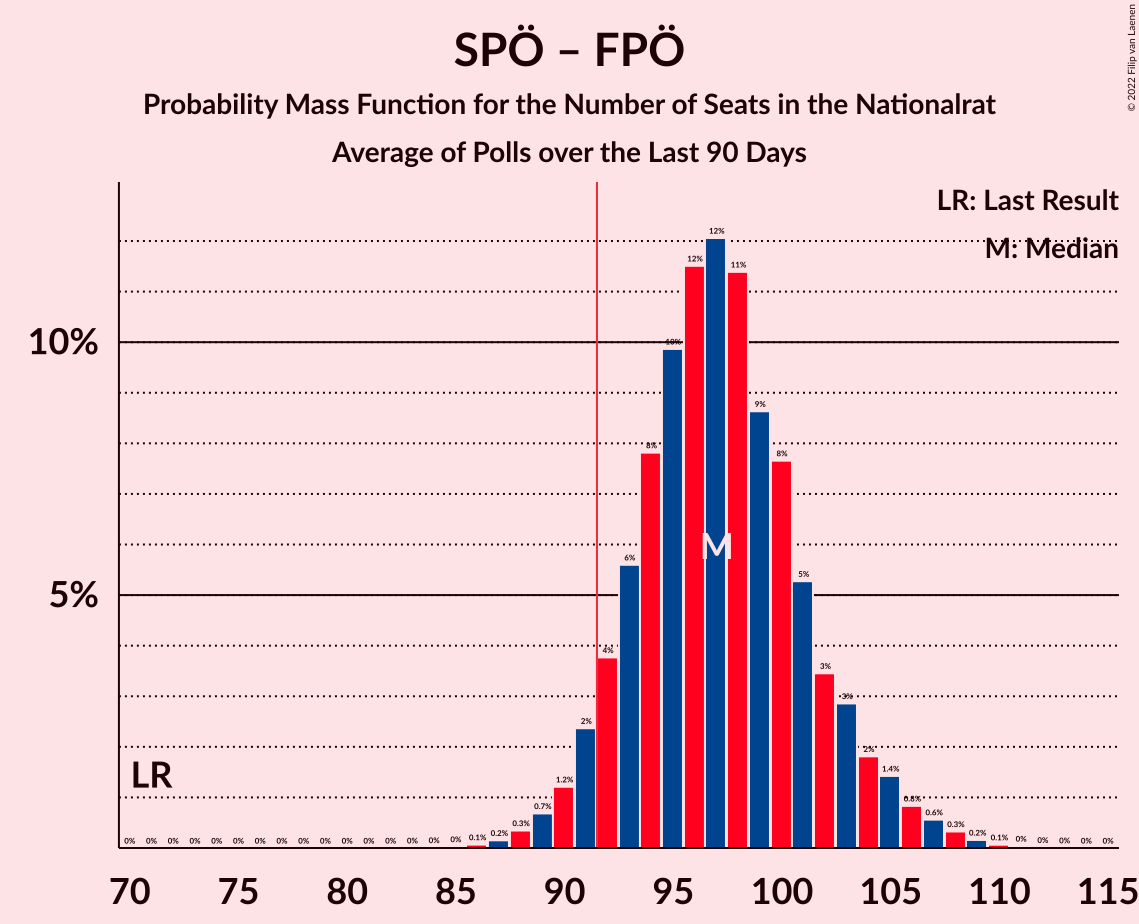 SPÖ – FPÖ
Probability Mass Function for the Number of Seats in the Nationalrat
Average of Polls over the Last 90 Days
© 2022 Filip van Laenen
LR: Last Result
M: Median
10%
5%
LR
M
0% 0% 0% 0% 0% 0% 0% 0% 0% 0% 0% 0% 0% 0% 0% 0% 0.1% 0.2% 0.3% 0.7% 1.2% 2% 4% 6% 8% 10% 12% 12% 11% 9% 8% 5% 3% 3% 2% 1.4% 0.8% 0.6% 0.3% 0.2% 0.1% 0% 0% 0% 0% 0%
70 75 80 85 90 95 100 105 110 115